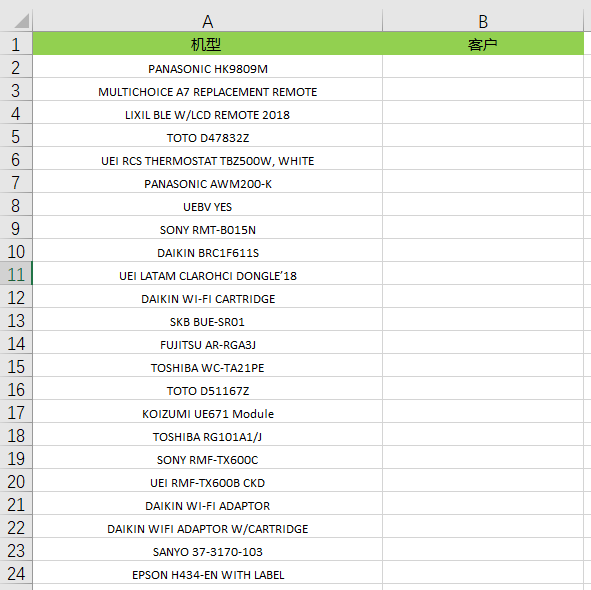 A B
1 机型 客户
2 PANASONIC HK9809M
3 MULTICHOICE A7 REPLACEMENT REMOTE
4 LIXIL BLE W/LCD REMOTE 2018
5 TOTO D47832Z
6 UEI RCS THERMOSTAT TBZ500W, WHITE
7 PANASONIC AWM200-K
8 UEBV YES
9 SONY RMT-B015N
10 DAIKIN BRC1F611S
11 UEI LATAM CLAROHCI DONGLE’18
12 DAIKIN WI-FI CARTRIDGE
13 SKB BUE-SR01
14 FUJITSU AR-RGA3J
15 TOSHIBA WC-TA21PE
16 TOTO D51167Z
17 KOIZUMI UE671 Module
18 TOSHIBA RG101A1/J
19 SONY RMF-TX600C
20 UEI RMF-TX600B CKD
21 DAIKIN WI-FI ADAPTOR
22 DAIKIN WIFI ADAPTOR W/CARTRIDGE
23 SANYO 37-3170-103
24 EPSON H434-EN WITH LABEL